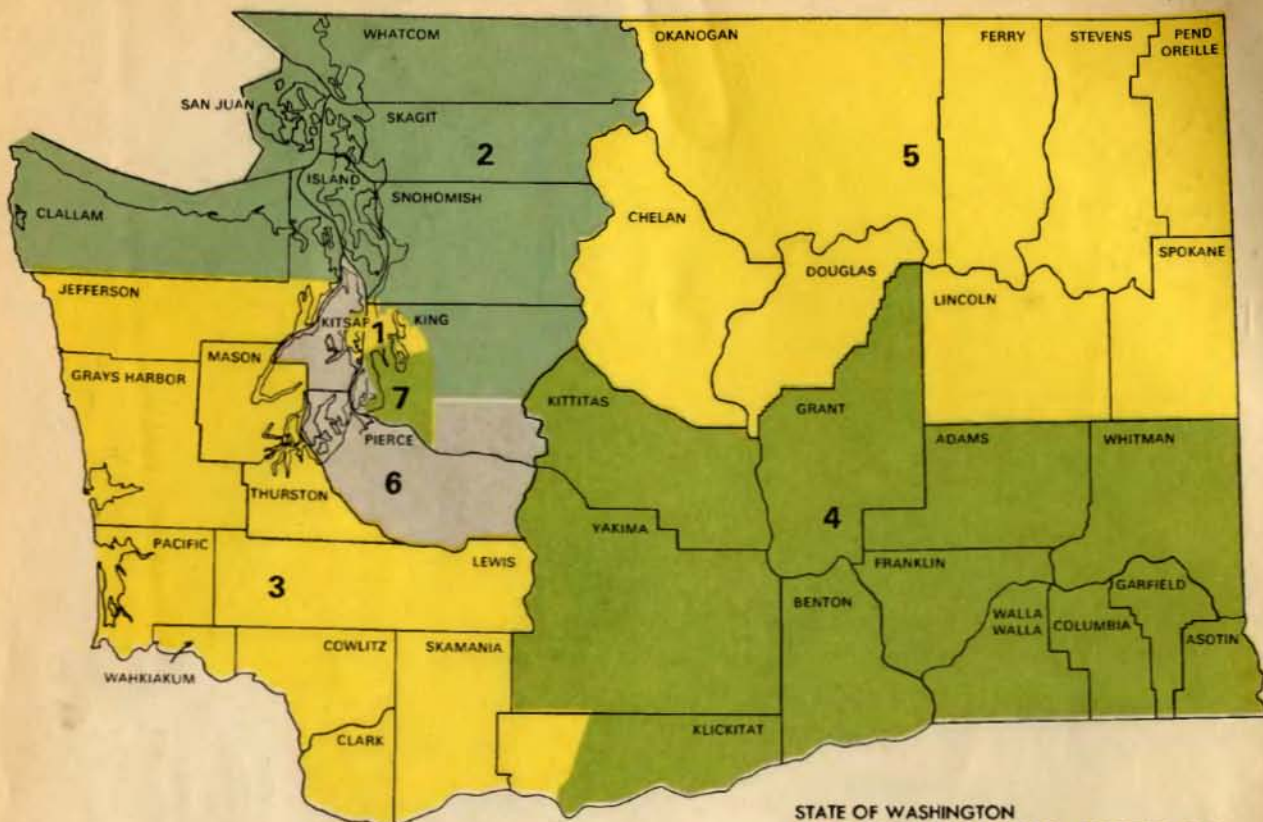 WHATCOM
OKANOGAN
FERRY
STEVENS
PEND
OREILLE
SAN JUAN
SKAGIT
2
5
ISLAND
SNOHOMISH
CLALLAM
CHELAN
DOUGLAS
SPOKANE
JEFFERSON
LINCOLN
KITSAP
1
KING
MASON
GRAYS HARBOR
7
KITTITAS
GRANT
PIERCE
ADAMS
WHITMAN
6
THURSTON
4
YAKIMA
PACIFIC
LEWIS
FRANKLIN
3
BENTON
GARFIELD
WALLA
WALLA
COLUMBIA
ASOTIN
COWLITZ
SKAMANIA
WAHKIAKUM
CLARK
KLICKITAT
STATE OF WASHINGTON